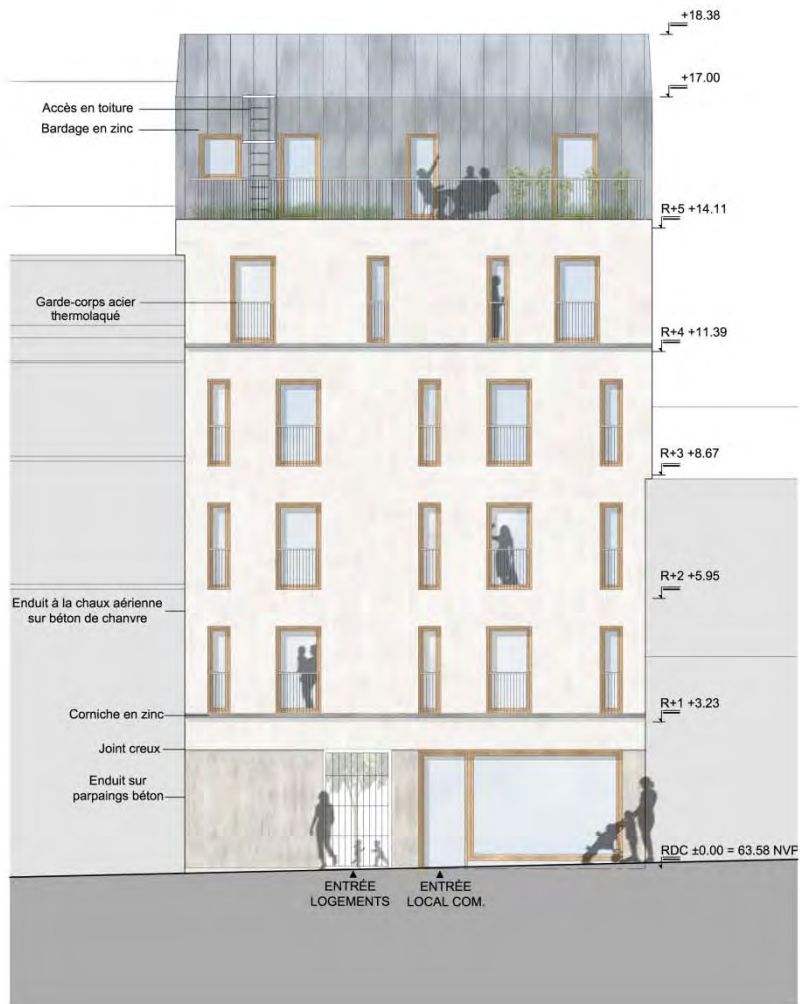 +18.38
+17.00
Accès en toiture
Bardage en zinc
R+5 +14.11
Garde-corps acier
thermolaqué
R+4 +11.39
R+3 +8.67
R+2 +5.95
Enduit à la chaux aérienne
sur béton de chanvre
R+1 +3.23
Corniche en zinc
Joint creux
Enduit sur
parpaings béton
RDC ±0.00 = 63.58 NVP
ENTRÉE
LOGEMENTS
ENTRÉE
LOCAL COM.